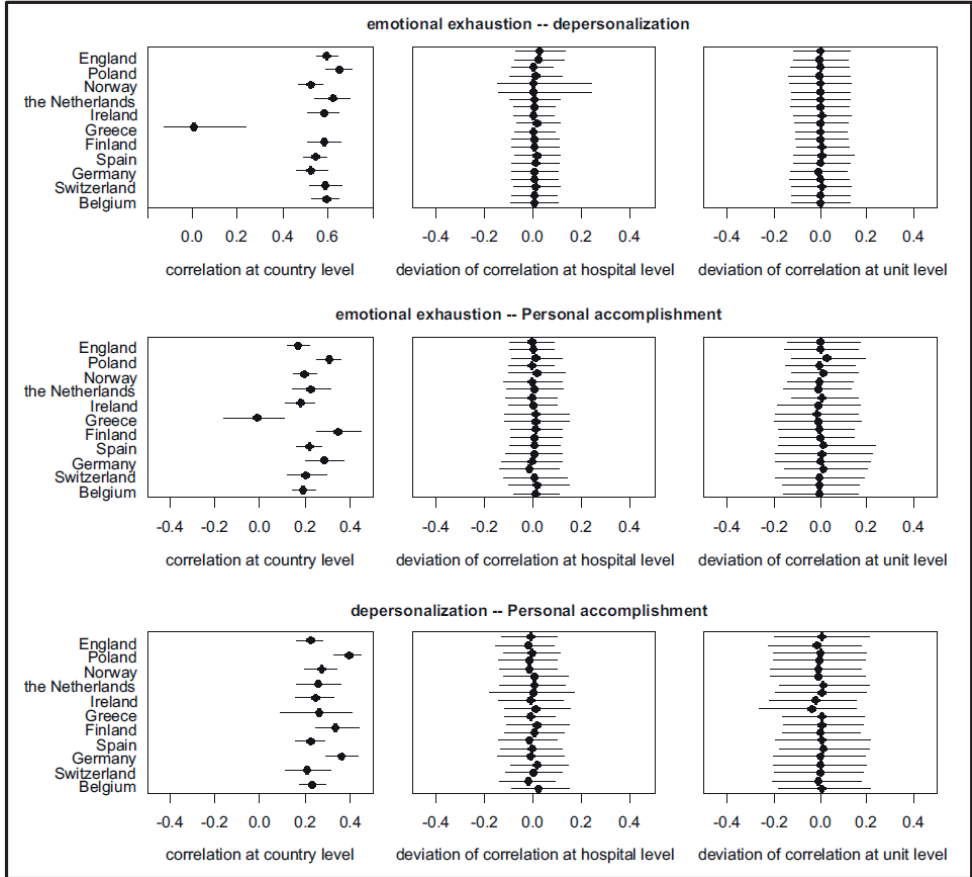 emotional exhaustion -- depersonalization
England
Poland
Norway
the Netherlands
Ireland
Greece
Finland
Spain
Germany
Switzerland
Belgium
0.0 0.2 0.4 0.6 -0.4 -0.2 0.0 0.2 0.4 -0.4 -0.2 0.0 0.2 0.4
correlation at country level deviation of correlation at hospital level deviation of correlation at unit level
emotional exhaustion -- Personal accomplishment
England
Poland
Norway
the Netherlands
Ireland
Greece
Finland
Spain
Germany
Switzerland
Belgium
-0.4 -0.2 0.0 0.2 0.4 -0.4 -0.2 0.0 0.2 0.4 -0.4 -0.2 0.0 0.2 0.4
correlation at country level deviation of correlation at hospital level deviation of correlation at unit level
depersonalization -- Personal accomplishment
England
Poland
Norway
the Netherlands
Ireland
Greece
Finland
Spain
Germany
Switzerland
Belgium
-0.4 -0.2 0.0 0.2 0.4 -0.4 -0.2 0.0 0.2 0.4 -0.4 -0.2 0.0 0.2 0.4
correlation at country level deviation of correlation at hospital level deviation of correlation at unit level